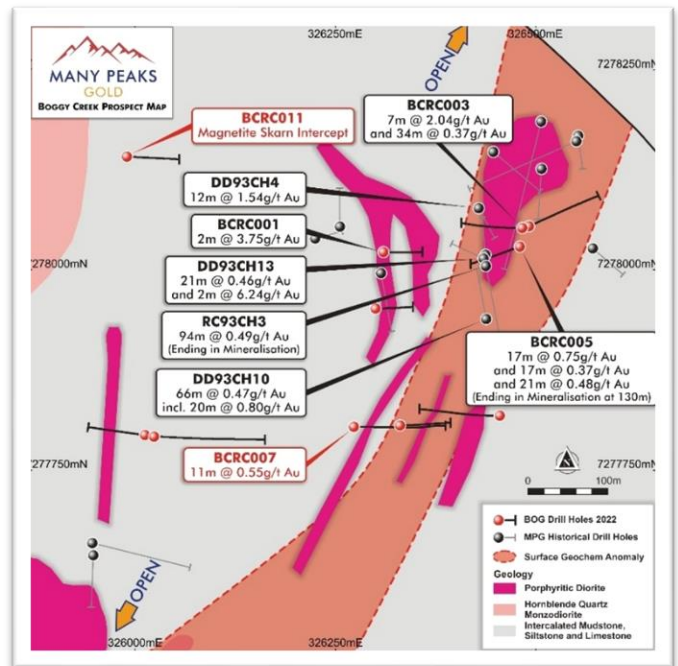 326250mE
326500mE
7278250mN
MANY PEAKS
GOLD
BOGGY CREEK PROSPECT MAP
OPEN
BCRC003
7m @ 2.04g/t Au
and 34m @ 0.37g/t Au
BCRC011
Magnetite Skarn Intercept
DD93CH4
12m @ 1.54g/t Au
BCRC001
2m @ 3.75g/t Au
278000mN
7278000mN
DD93CH13
21m @ 0.46g/t Au
and 2m @ 6.24g/t Au
RC93CH3
94m @ 0.49g/t Au
(Ending in Mineralisation)
BCRC005
17m @ 0.75g/t Au
and 17m @ 0.37g/t Au
and 21m @ 0.48g/t Au
(Ending in Mineralisation at 130m)
DD93CH10
66m @ 0.47g/t Au
incl. 20m @ 0.80g/t Au
BCRC007
11m @ 0.55g/t Au
277750mN
7277750mN
0 100m
BOG Drill Holes 2022
MPG Historical Drill Holes
Surface Geochem Anomaly
Geology
Porphyritic Diorite
Hornblende Quartz
Monzodiorite
Intercalated Mudstone,
Siltstone and Limestone
OPEN
326000mE
326250mE
326500mE